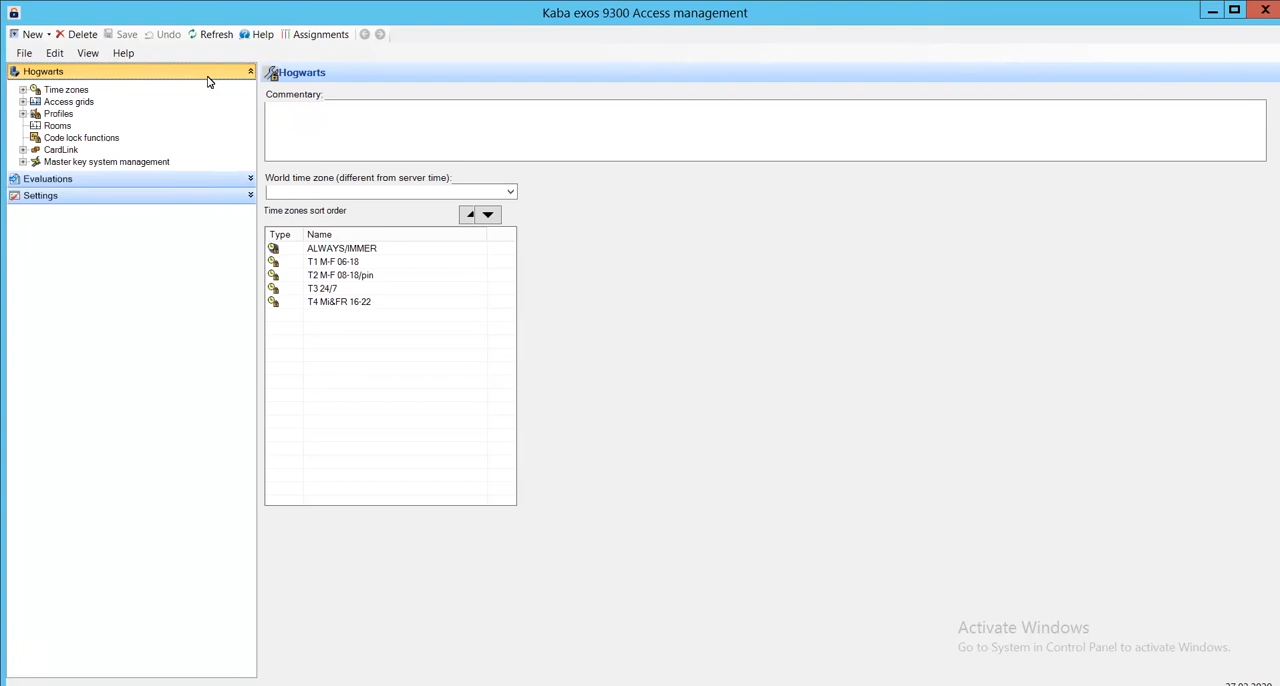 Kaba exos 9300 Access management
New Delete Save Undo Refresh Help Assignments
File Edit View Help
Hogwarts
Time zones
Access grids
Profiles
Rooms
Code lock functions
CardLink
Master key system management
Evaluations
Settings
Hogwarts
Commentary:
World time zone (different from server time):
Time zones sort order
Type Name
ALWAYS/IMMER
T1 M-F 06-18
T2 M-F 08-18/pin
T3 24/7
T4 Mi&FR 16-22
Activate Windows
Go to System in Control Panel to activate Windows.